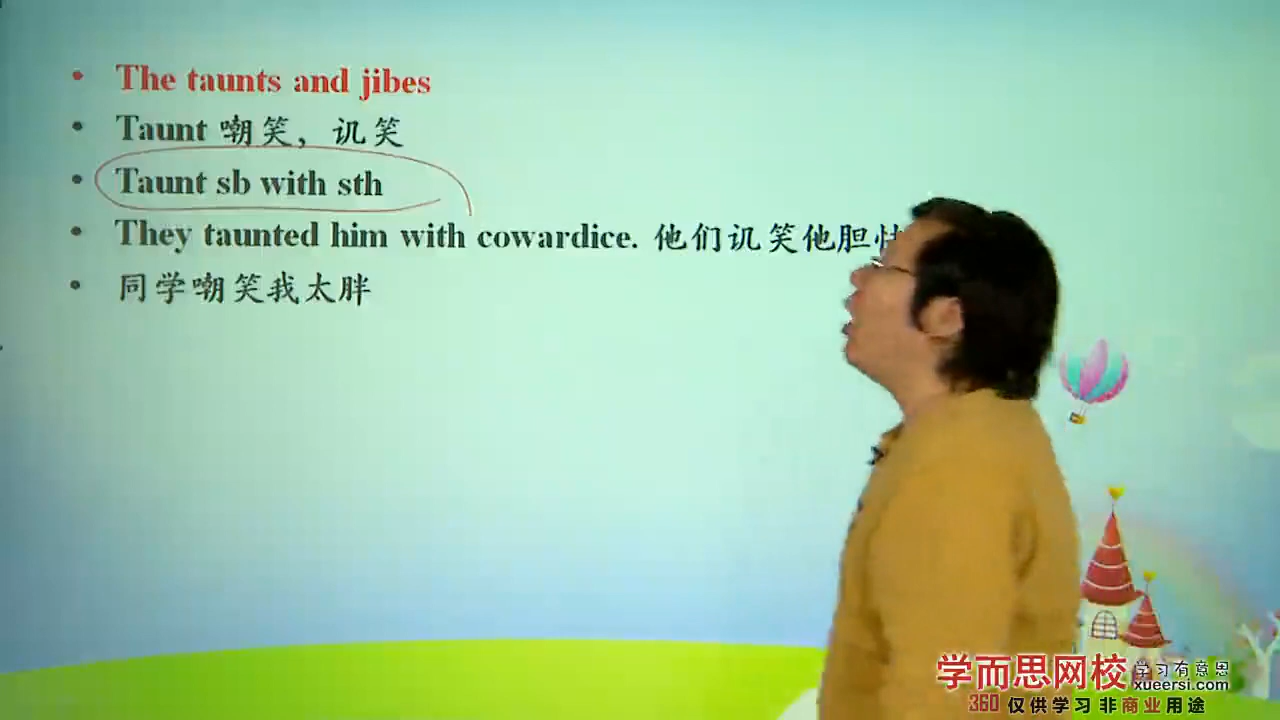 The taunts and jibes
Taunt 嘲笑，讥笑
Taunt sb with sth
They taunted him with cowardice. 他们讥笑他胆
同学嘲笑我太胖
学而思网校 学习有意思
xueersi.com
360 仅供学习 非商业用途